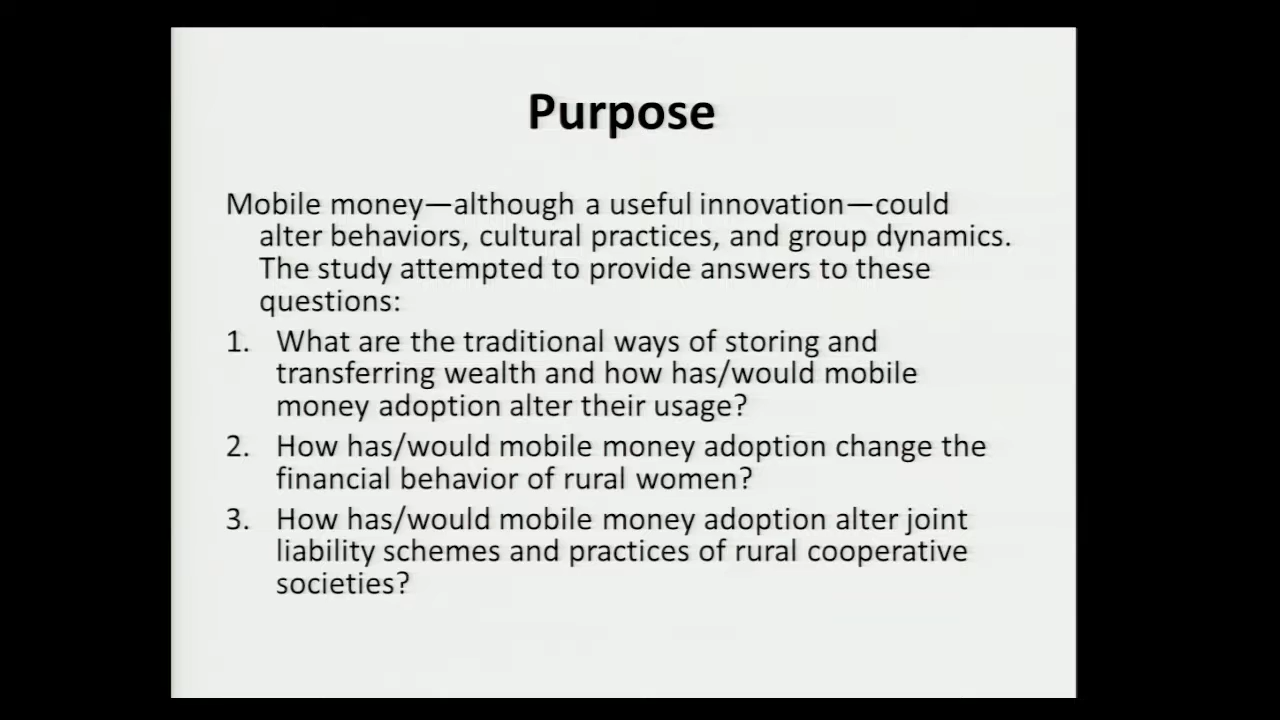 Purpose
Mobile money—although a useful innovation—could
alter behaviors, cultural practices, and group dynamics.
The study attempted to provide answers to these
questions:
1. What are the traditional ways of storing and
transferring wealth and how has/would mobile
money adoption alter their usage?
2. How has/would mobile money adoption change the
financial behavior of rural women?
3. How has/would mobile money adoption alter joint
liability schemes and practices of rural cooperative
societies?